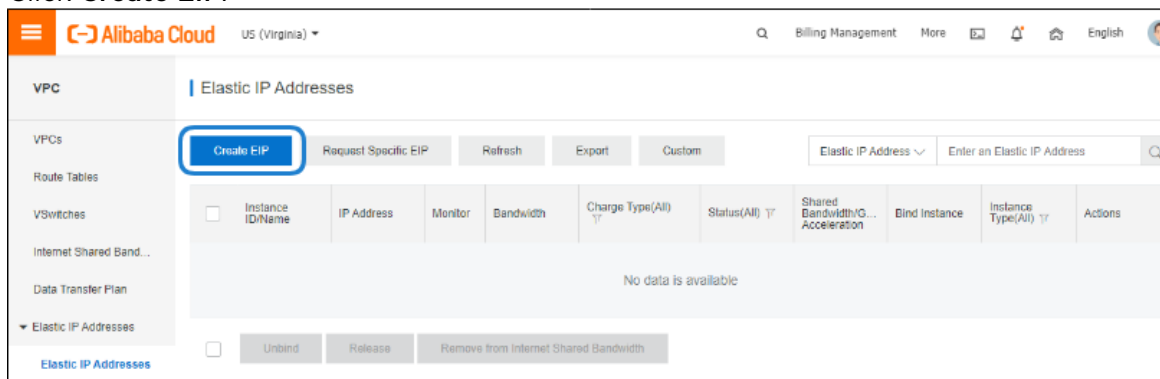 Click Create EIP.
Alibaba Cloud US (Virginia) Billing Management More English
VPC
Elastic IP Addresses
VPCs
Create EIP Request Specific EIP Refresh Export Custom Elastic IP Address Enter an Elastic IP Address
Route Tables
VSwitches
Instance ID/Name IP Address Monitor Bandwidth Charge Type(All) Status(All) Shared Bandwidth/G... Acceleration Bind Instance Instance Type(All) Actions
Internet Shared Band...
Data Transfer Plan
No data is available
Elastic IP Addresses
Unbind Release Remove from Internet Shared Bandwidth
Elastic IP Addresses